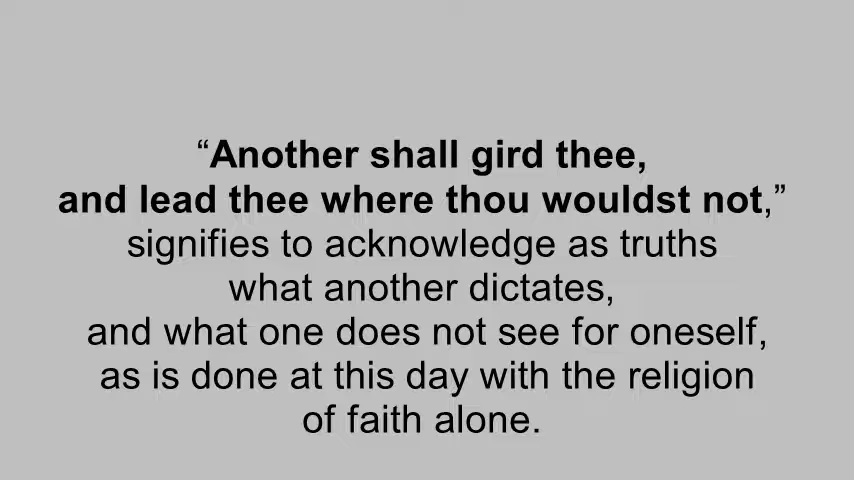 “Another shall gird thee,
and lead thee where thou wouldst not,”
signifies to acknowledge as truths
what another dictates,
and what one does not see for oneself,
as is done at this day with the religion
of faith alone.